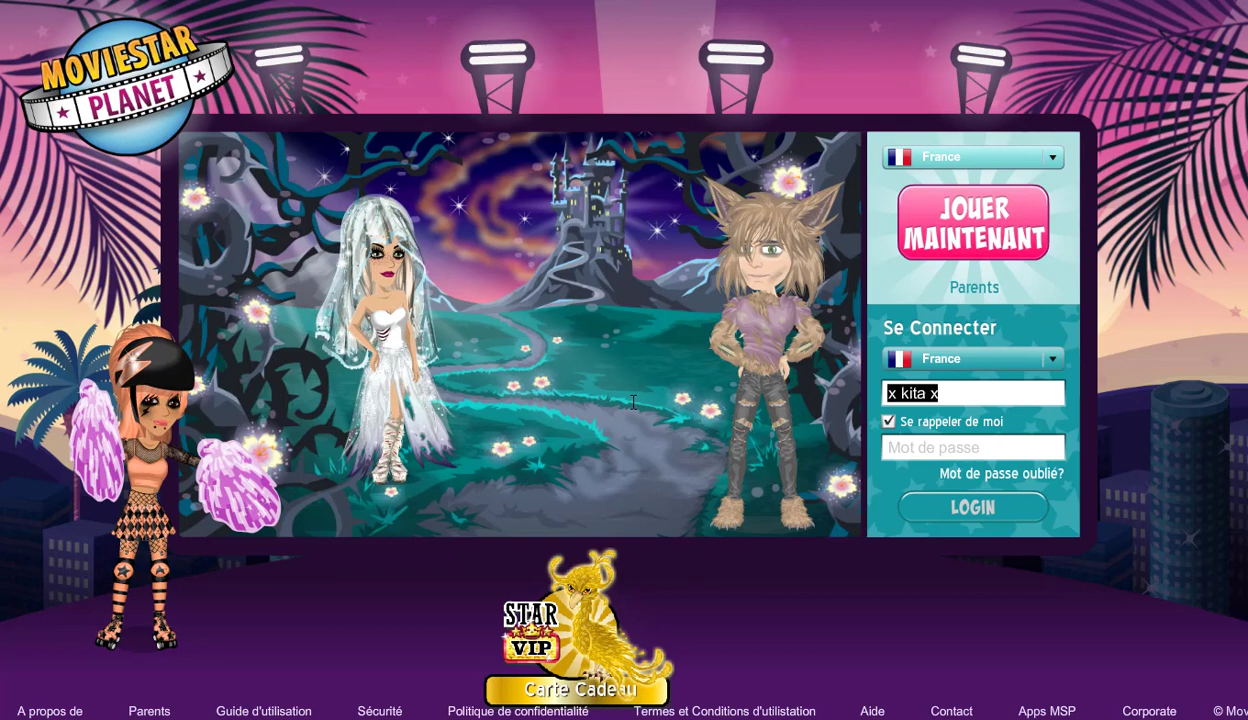 MOVIESTAR
PLANET
France
JOUER
MAINTENANT
Parents
Se Connecter
France
x kita x
Se rappeler de moi
Mot de passe
Mot de passe oublié?
LOGIN
STAR
VIP
Carte Cadeau
A propos de Parents Guide d'utilisation Sécurité Politique de confidentialité Termes et Conditions d'utilistation Aide Contact Apps MSP Corporate © Mov